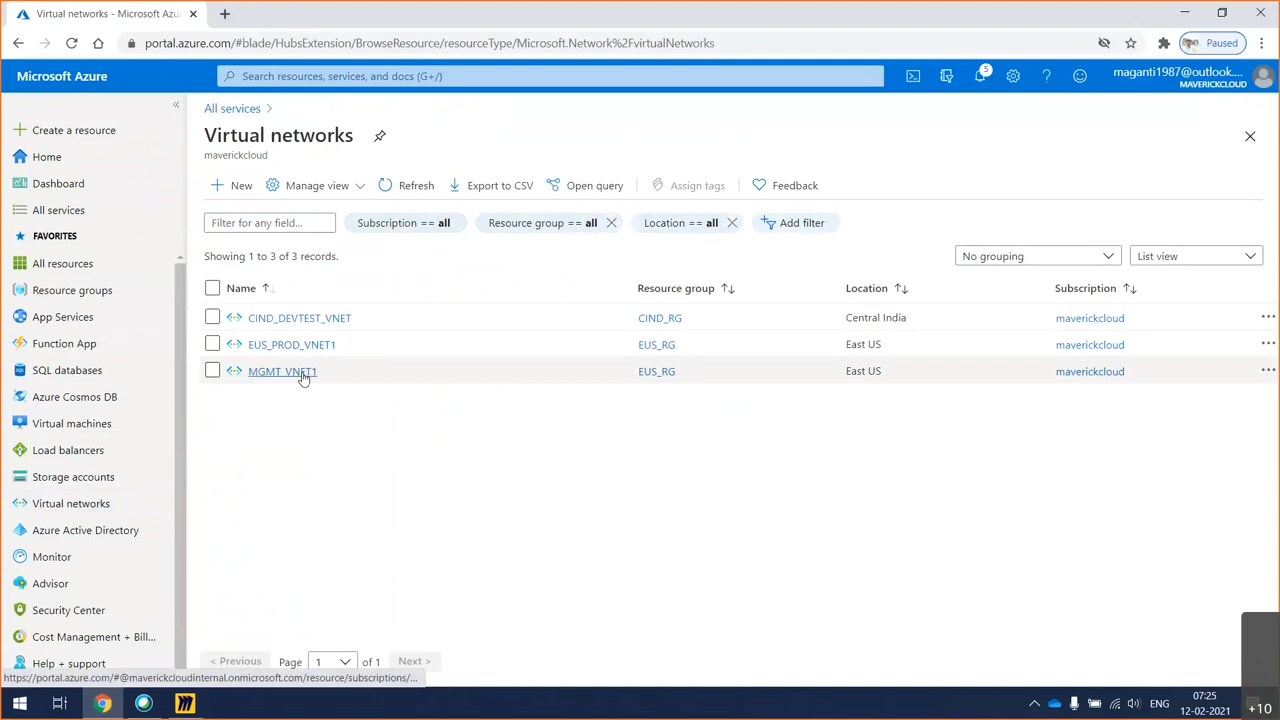 Virtual networks - Microsoft Azur
portal.azure.com/#blade/HubsExtension/BrowseResource/resourceType/Microsoft.Network%2FvirtualNetworks
Paused
Microsoft Azure
Search resources, services, and docs (G+/)
5
maganti1987@outlook....
MAVERICKCLOUD
Create a resource
Home
Dashboard
All services
FAVORITES
All resources
Resource groups
App Services
Function App
SQL databases
Azure Cosmos DB
Virtual machines
Load balancers
Storage accounts
Virtual networks
Azure Active Directory
Monitor
Advisor
Security Center
Cost Management + Bill...
Help + support
All services >
Virtual networks
maverickcloud
New Manage view Refresh Export to CSV Open query Assign tags Feedback
Filter for any field... Subscription == all Resource group == all Location == all Add filter
Showing 1 to 3 of 3 records. No grouping List view
Name Resource group Location Subscription
CIND_DEVTEST_VNET CIND_RG Central India maverickcloud
EUS_PROD_VNET1 EUS_RG East US maverickcloud
MGMT_VNET1 EUS_RG East US maverickcloud
< Previous Page 1 of 1 Next >
https://portal.azure.com/#@maverickcloudinternal.onmicrosoft.com/resource/subscriptions/...
ENG
07:25
12-02-2021
+10